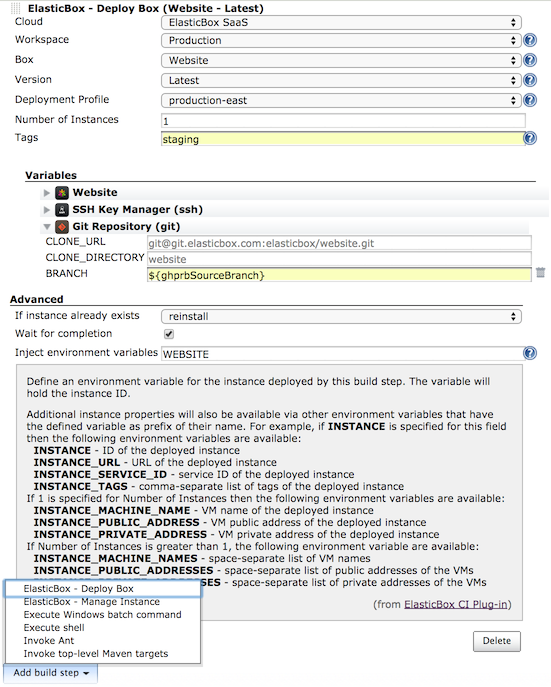 ElasticBox - Deploy Box (Website - Latest)
Cloud ElasticBox SaaS
Workspace Production
Box Website
Version Latest
Deployment Profile production-east
Number of Instances 1
Tags staging
Variables
Website
SSH Key Manager (ssh)
Git Repository (git)
CLONE_URL git@git.elasticbox.com:elasticbox/website.git
CLONE_DIRECTORY website
BRANCH ${ghprbSourceBranch}
Advanced
If instance already exists reinstall
Wait for completion
Inject environment variables WEBSITE
Define an environment variable for the instance deployed by this build step. The variable will
hold the instance ID.
Additional instance properties will also be available via other environment variables that have
the defined variable as prefix of their name. For example, if INSTANCE is specified for this field
then the following environment variables are available:
INSTANCE - ID of the deployed instance
INSTANCE_URL - URL of the deployed instance
INSTANCE_SERVICE_ID - service ID of the deployed instance
INSTANCE_TAGS - comma-separate list of tags of the deployed instance
If 1 is specified for Number of Instances then the following environment variables are available:
INSTANCE_MACHINE_NAME - VM name of the deployed instance
INSTANCE_PUBLIC_ADDRESS - VM public address of the deployed instance
INSTANCE_PRIVATE_ADDRESS - VM private address of the deployed instance
If Number of Instances is greater than 1, the following environment variable are available:
INSTANCE_MACHINE_NAMES - space-separate list of VM names
INSTANCE_PUBLIC_ADDRESSES - space-separate list of public addresses of the VMs
- space-separate list of private addresses of the VMs
ElasticBox - Deploy Box
ElasticBox - Manage Instance
(from ElasticBox CI Plug-in)
Execute Windows batch command
Execute shell
Invoke Ant
Invoke top-level Maven targets
Delete
Add build step